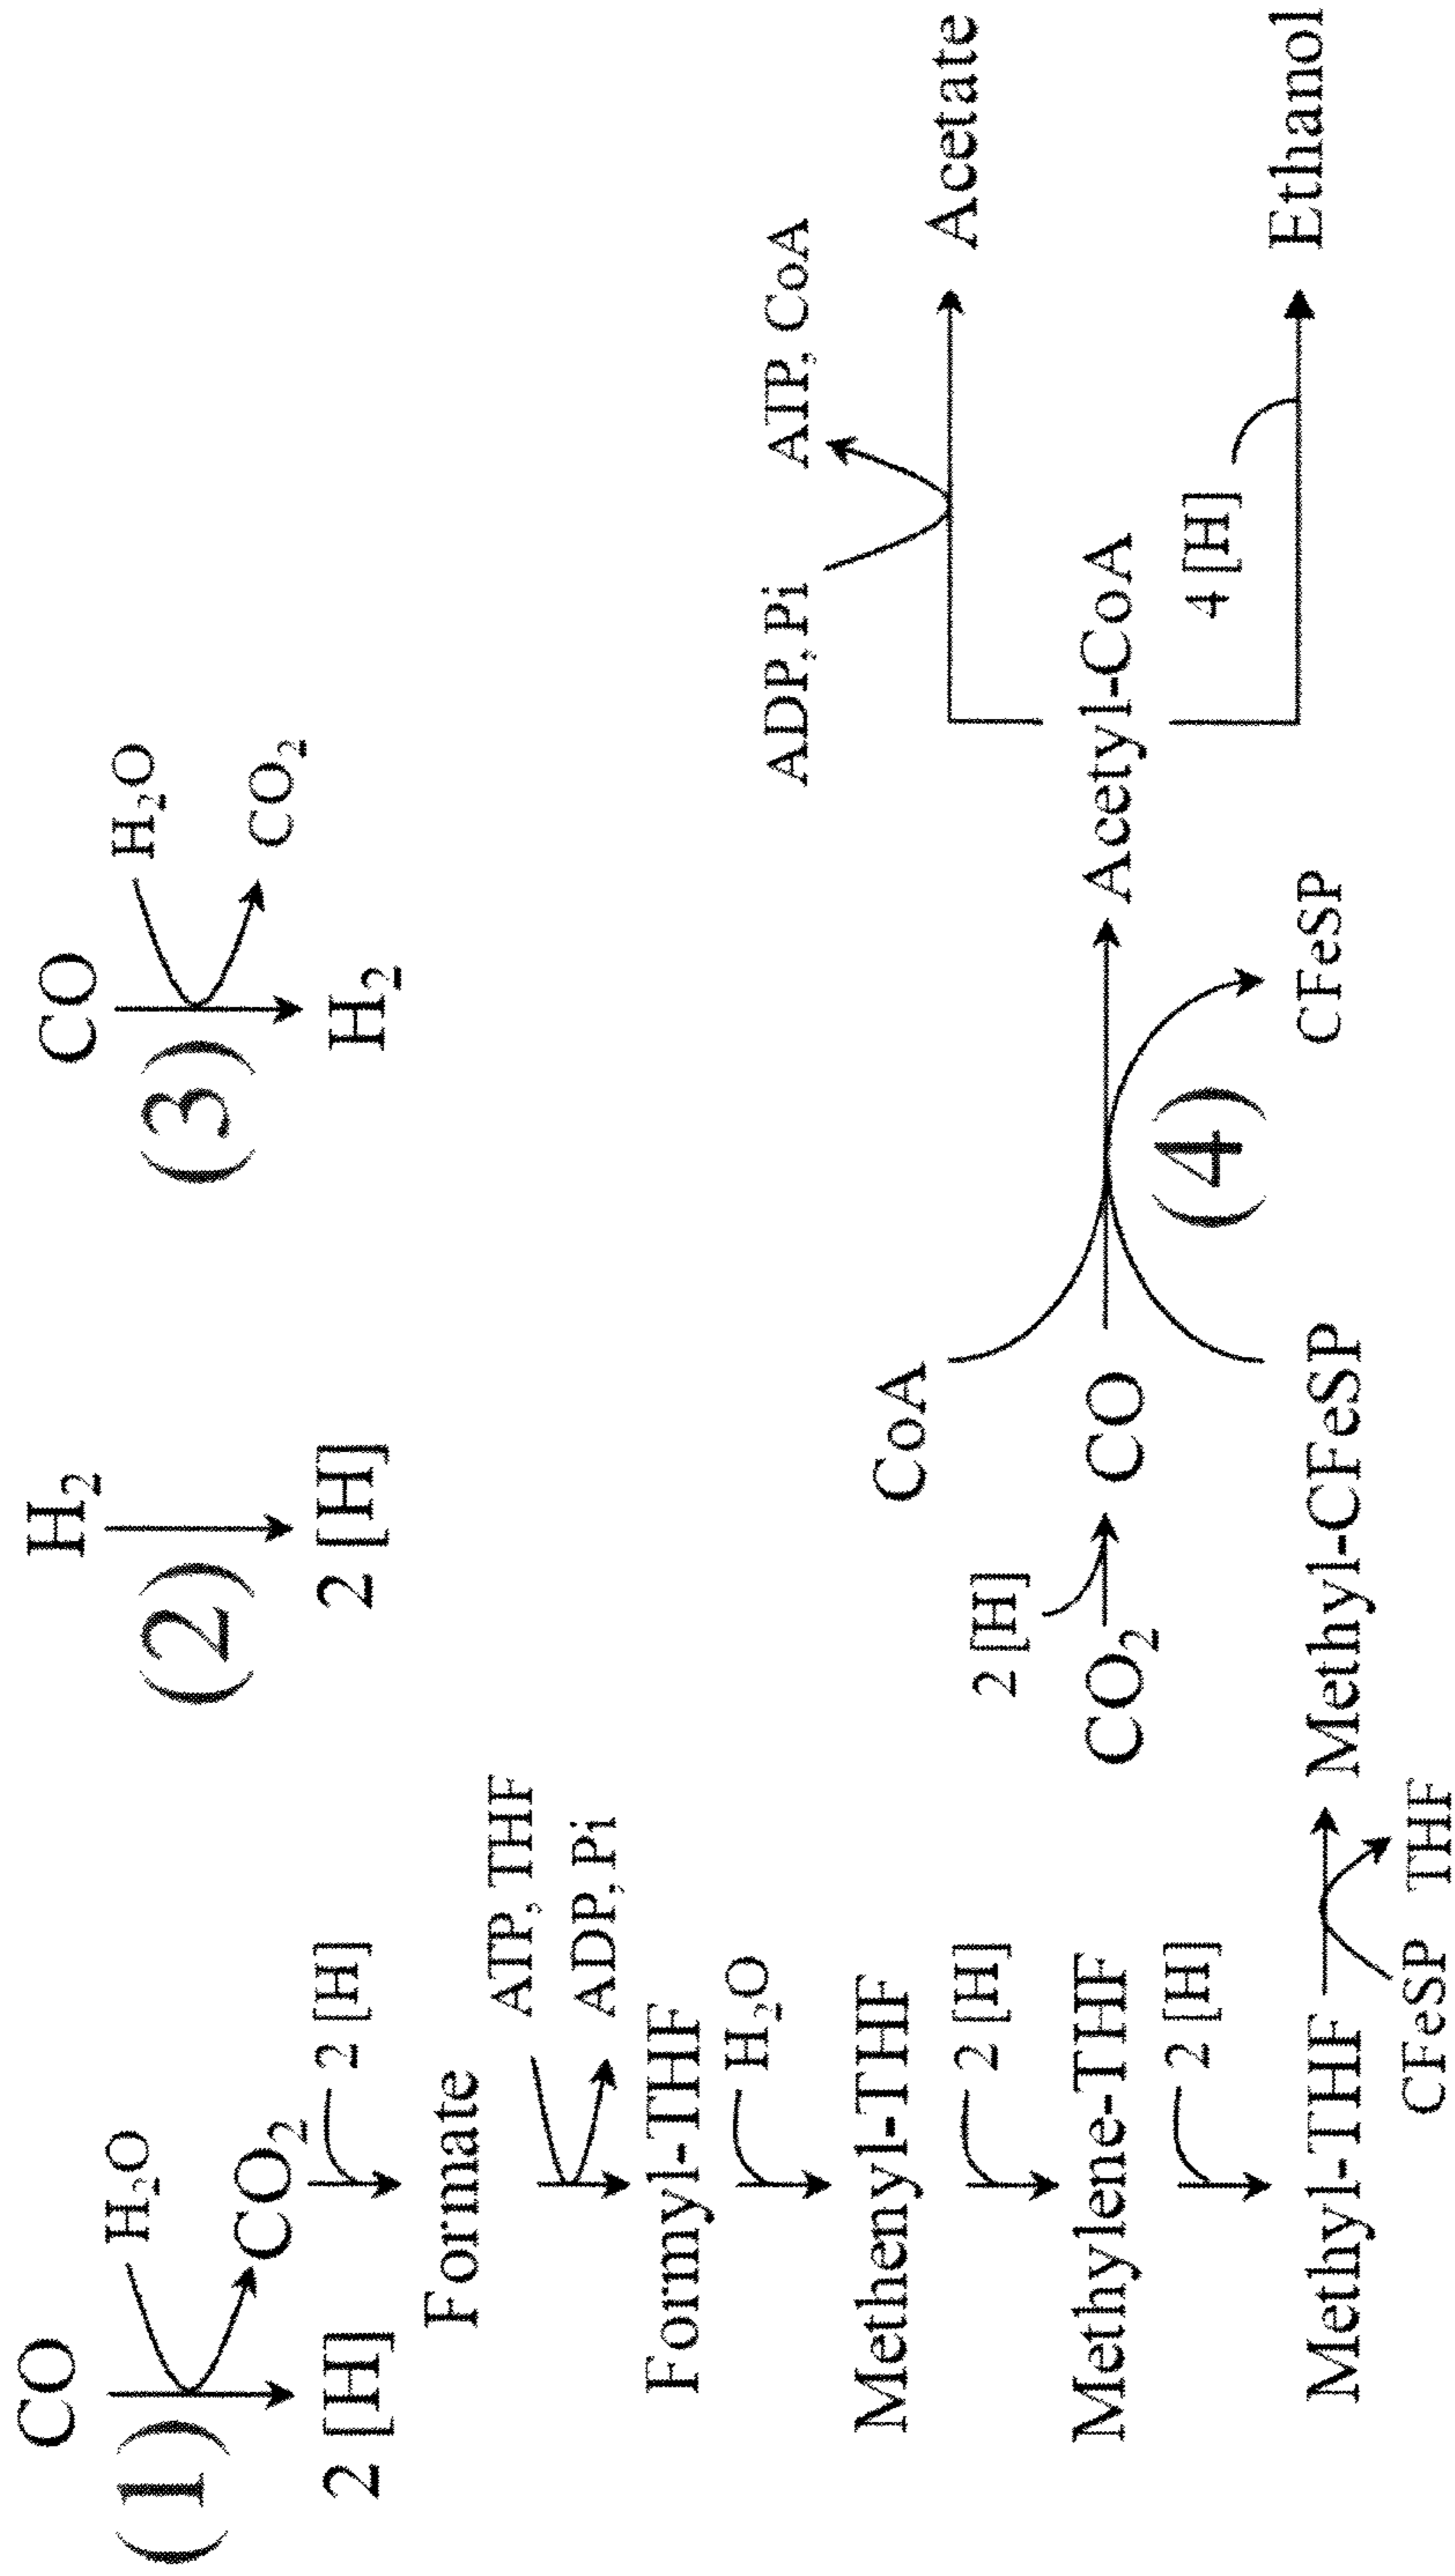 CO
(1)
H₂O
CO₂
2 [H]
2 [H]
Formate
ATP, THF
ADP, Pi
Formyl-THF
H₂O
Methenyl-THF
2 [H]
Methylene-THF
2 [H]
Methyl-THF
CFeSP
THF
Methyl-CFeSP
H₂
(2)
2 [H]
CO
(3)
H₂O
CO₂
H₂
CO₂
2 [H]
CO
CoA
(4)
CFeSP
Acetyl-CoA
ADP, Pi
ATP, CoA
Acetate
4 [H]
Ethanol